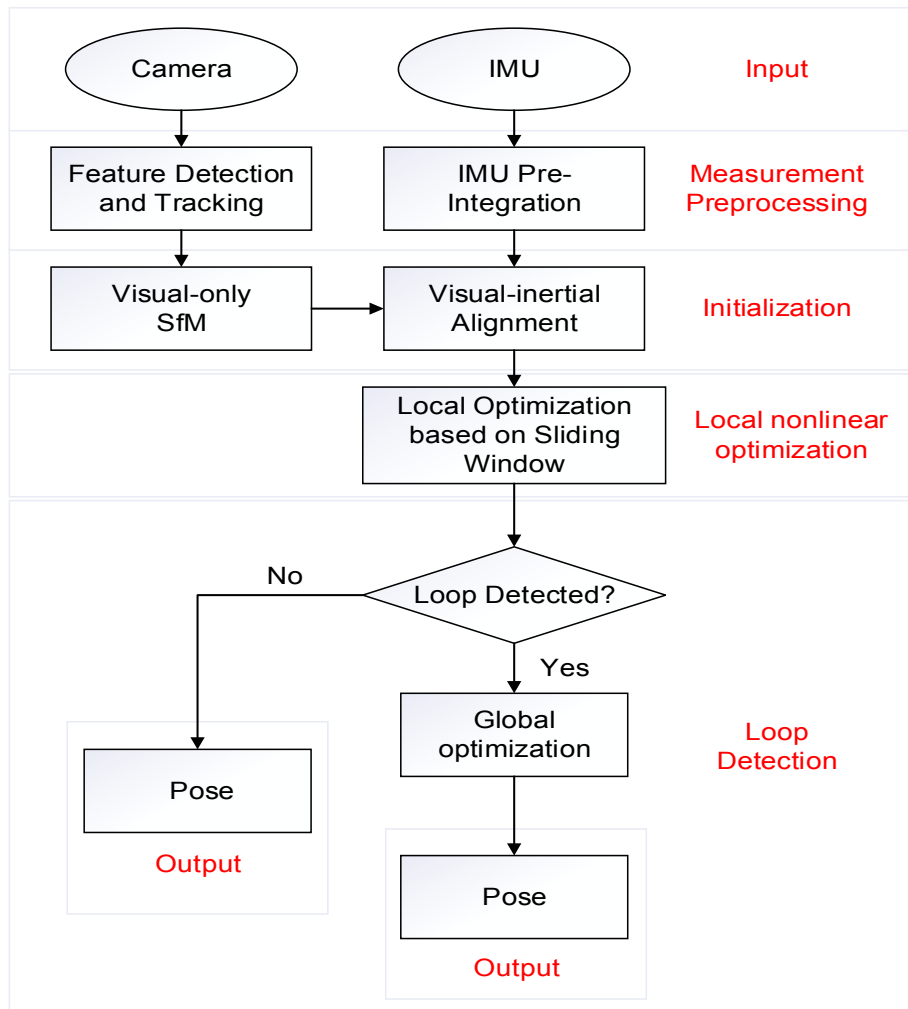 Camera
IMU
Input
Feature Detection
and Tracking
IMU Pre-
Integration
Measurement
Preprocessing
Visual-only
SfM
Visual-inertial
Alignment
Initialization
Local Optimization
based on Sliding
Window
Local nonlinear
optimization
No
Loop Detected?
Yes
Global
optimization
Loop
Detection
Pose
Output
Pose
Output